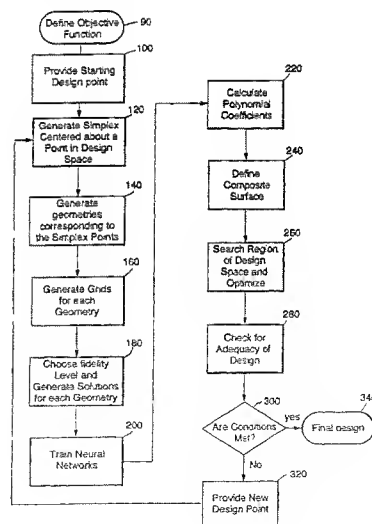 Define Objective
Function
90
100
Provide Starting
Design point
120
Generate Simplex
Centered about a
Point in Design
Space
140
Generate
geometries
corresponding to
the Simplex Points
160
Generate Grids
for each
Geometry
180
Choose fidelity
Level and
Generate Solutions
for each Geometry
200
Train Neural
Networks
220
Calculate
Polynomial
Coefficients
240
Define
Composite
Surface
260
Search Region
of Design
Space and
Optimize
280
Check for
Adequacy of
Design
300
Are Conditions
Met?
yes
34
Final design
No
320
Provide New
Design Point